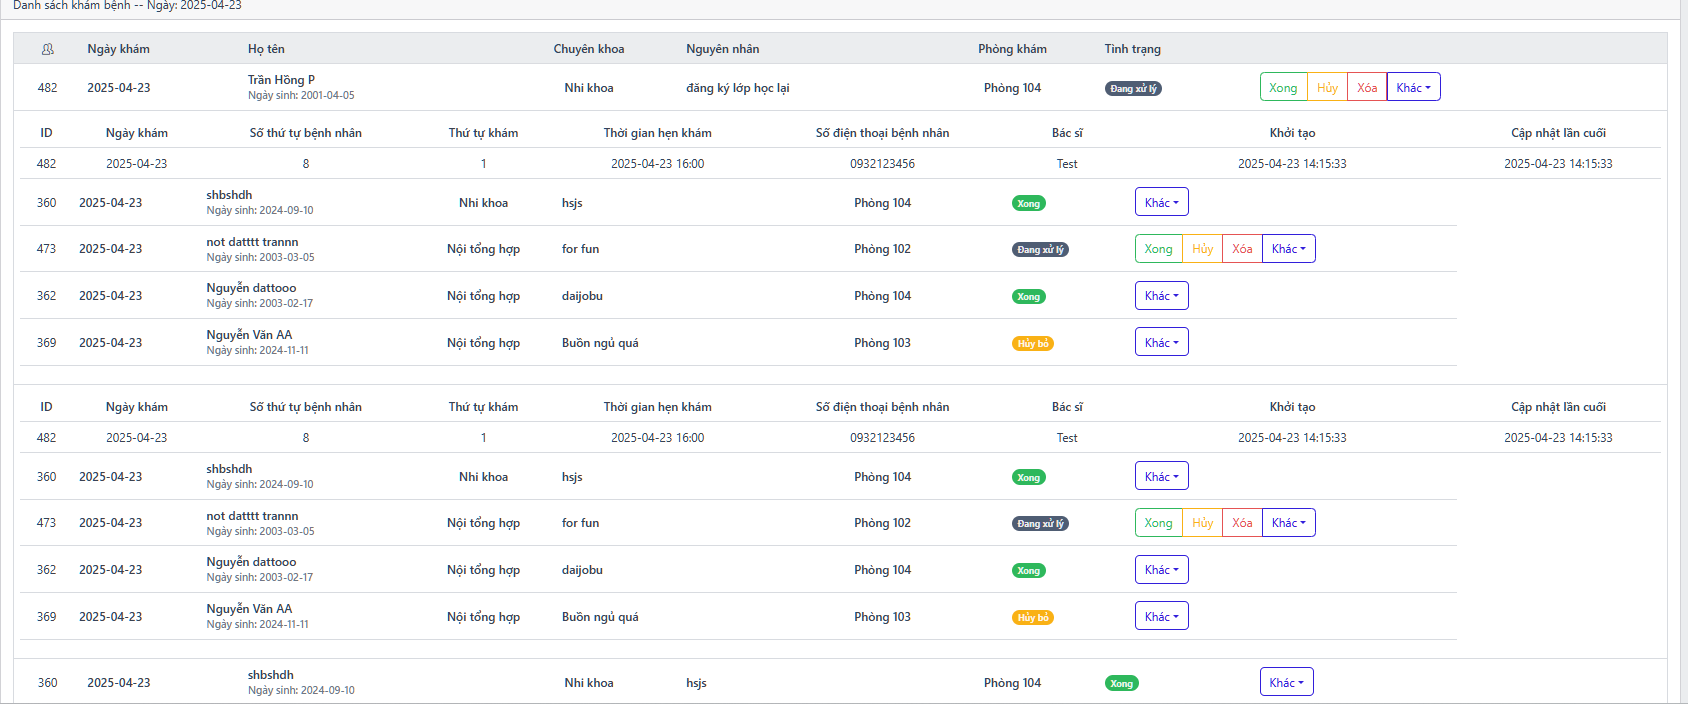 Danh sách khám bệnh -- Ngày: 2025-04-23
Ngày khám Họ tên Chuyên khoa Nguyên nhân Phòng khám Tình trạng
482 2025-04-23 Trần Hồng P Nhi khoa đăng ký lớp học lại Phòng 104 Đang xử lý Xong Hủy Xóa Khác
Ngày sinh: 2001-04-05
ID Ngày khám Số thứ tự bệnh nhân Thứ tự khám Thời gian hẹn khám Số điện thoại bệnh nhân Bác sĩ Khởi tạo Cập nhật lần cuối
482 2025-04-23 8 1 2025-04-23 16:00 0932123456 Test 2025-04-23 14:15:33 2025-04-23 14:15:33
360 2025-04-23 shbshdh Nhi khoa hsjs Phòng 104 Xong Khác
Ngày sinh: 2024-09-10
473 2025-04-23 not datttt trannn Nội tổng hợp for fun Phòng 102 Đang xử lý Xong Hủy Xóa Khác
Ngày sinh: 2003-03-05
362 2025-04-23 Nguyễn dattooo Nội tổng hợp daijobu Phòng 104 Xong Khác
Ngày sinh: 2003-02-17
369 2025-04-23 Nguyễn Văn AA Nội tổng hợp Buồn ngủ quá Phòng 103 Hủy bỏ Khác
Ngày sinh: 2024-11-11
ID Ngày khám Số thứ tự bệnh nhân Thứ tự khám Thời gian hẹn khám Số điện thoại bệnh nhân Bác sĩ Khởi tạo Cập nhật lần cuối
482 2025-04-23 8 1 2025-04-23 16:00 0932123456 Test 2025-04-23 14:15:33 2025-04-23 14:15:33
360 2025-04-23 shbshdh Nhi khoa hsjs Phòng 104 Xong Khác
Ngày sinh: 2024-09-10
473 2025-04-23 not datttt trannn Nội tổng hợp for fun Phòng 102 Đang xử lý Xong Hủy Xóa Khác
Ngày sinh: 2003-03-05
362 2025-04-23 Nguyễn dattooo Nội tổng hợp daijobu Phòng 104 Xong Khác
Ngày sinh: 2003-02-17
369 2025-04-23 Nguyễn Văn AA Nội tổng hợp Buồn ngủ quá Phòng 103 Hủy bỏ Khác
Ngày sinh: 2024-11-11
360 2025-04-23 shbshdh Nhi khoa hsjs Phòng 104 Xong Khác
Ngày sinh: 2024-09-10